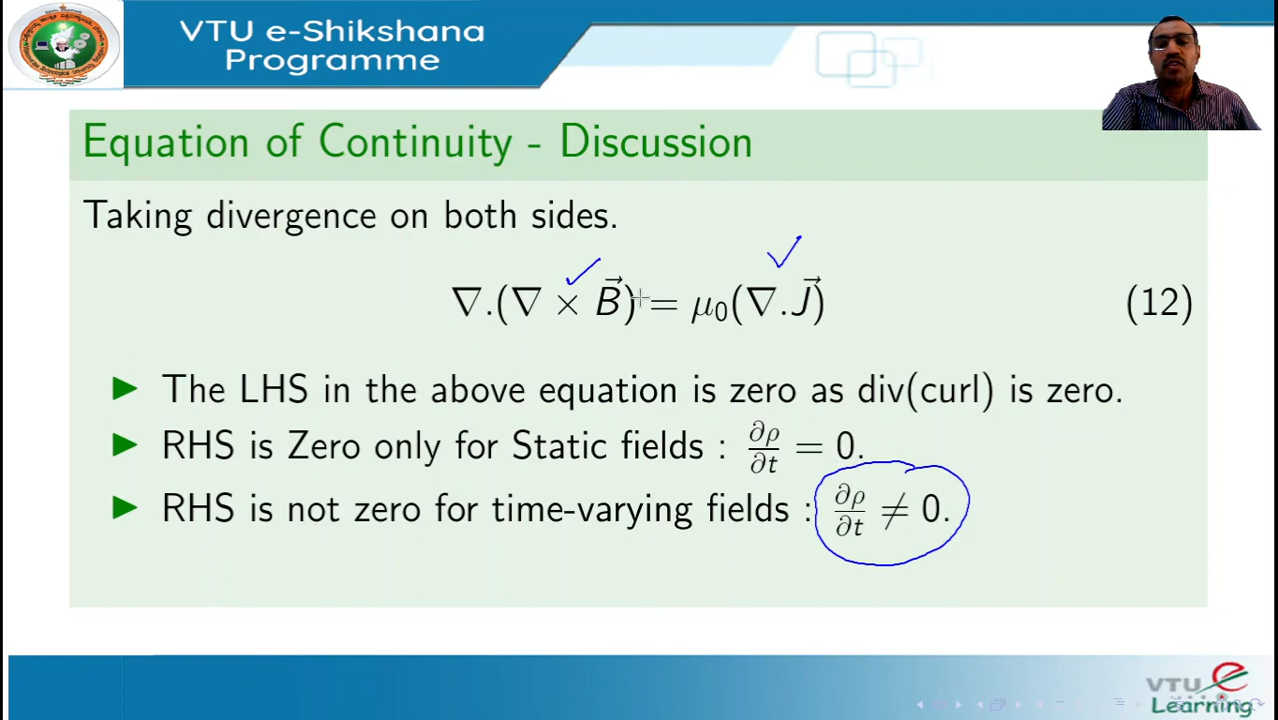 VTU e-Shikshana
Programme
Equation of Continuity - Discussion
Taking divergence on both sides.
∇.(∇ × B⃗) = μ₀(∇.J⃗) (12)
▶ The LHS in the above equation is zero as div(curl) is zero.
▶ RHS is Zero only for Static fields : ∂ρ/∂t = 0.
▶ RHS is not zero for time-varying fields : ∂ρ/∂t ≠ 0.
VTU e
Learning